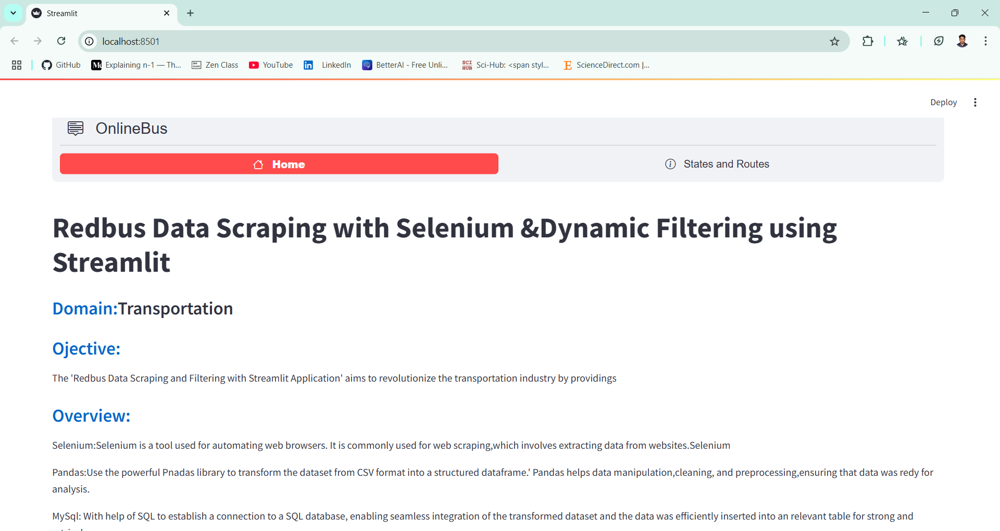 Streamlit
localhost:8501
GitHub
Explaining n-1 — Th...
Zen Class
YouTube
LinkedIn
BetterAI - Free Unli...
SCI HUB
Sci-Hub: <span styl...
ScienceDirect.com |...
Deploy
OnlineBus
Home
States and Routes
Redbus Data Scraping with Selenium &Dynamic Filtering using
Streamlit
Domain:Transportation
Ojective:
The 'Redbus Data Scraping and Filtering with Streamlit Application' aims to revolutionize the transportation industry by providings
Overview:
Selenium:Selenium is a tool used for automating web browsers. It is commonly used for web scraping,which involves extracting data from websites.Selenium
Pandas:Use the powerful Pnadas library to transform the dataset from CSV format into a structured dataframe.' Pandas helps data manipulation,cleaning, and preprocessing,ensuring that data was redy for
analysis.
MySql: With help of SQL to establish a connection to a SQL database, enabling seamless integration of the transformed dataset and the data was efficiently inserted into an relevant table for strong and